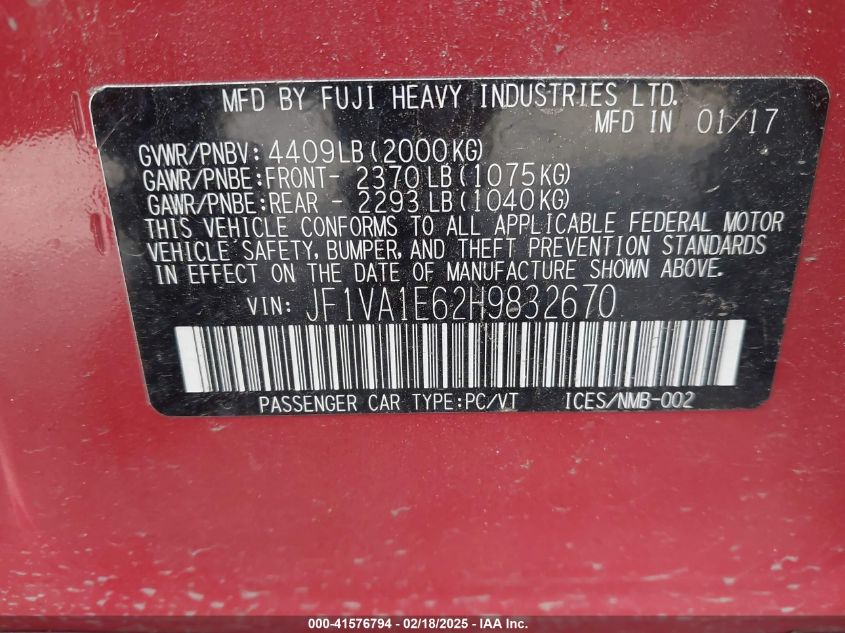 MFD BY FUJI HEAVY INDUSTRIES LTD.
MFD IN 01/17
GVWR/PNBV: 4409LB(2000KG)
GAWR/PNBE:FRONT- 2370LB(1075KG)
GAWR/PNBE:REAR - 2293LB(1040KG)
THIS VEHICLE CONFORMS TO ALL APPLICABLE FEDERAL MOTOR
VEHICLE SAFETY, BUMPER, AND THEFT PREVENTION STANDARDS
IN EFFECT ON THE DATE OF MANUFACTURE SHOWN ABOVE.
VIN: JF1VA1E62H9832670
PASSENGER CAR TYPE:PC/VT ICES/NMB-002
000-41576794 - 02/18/2025 - IAA Inc.